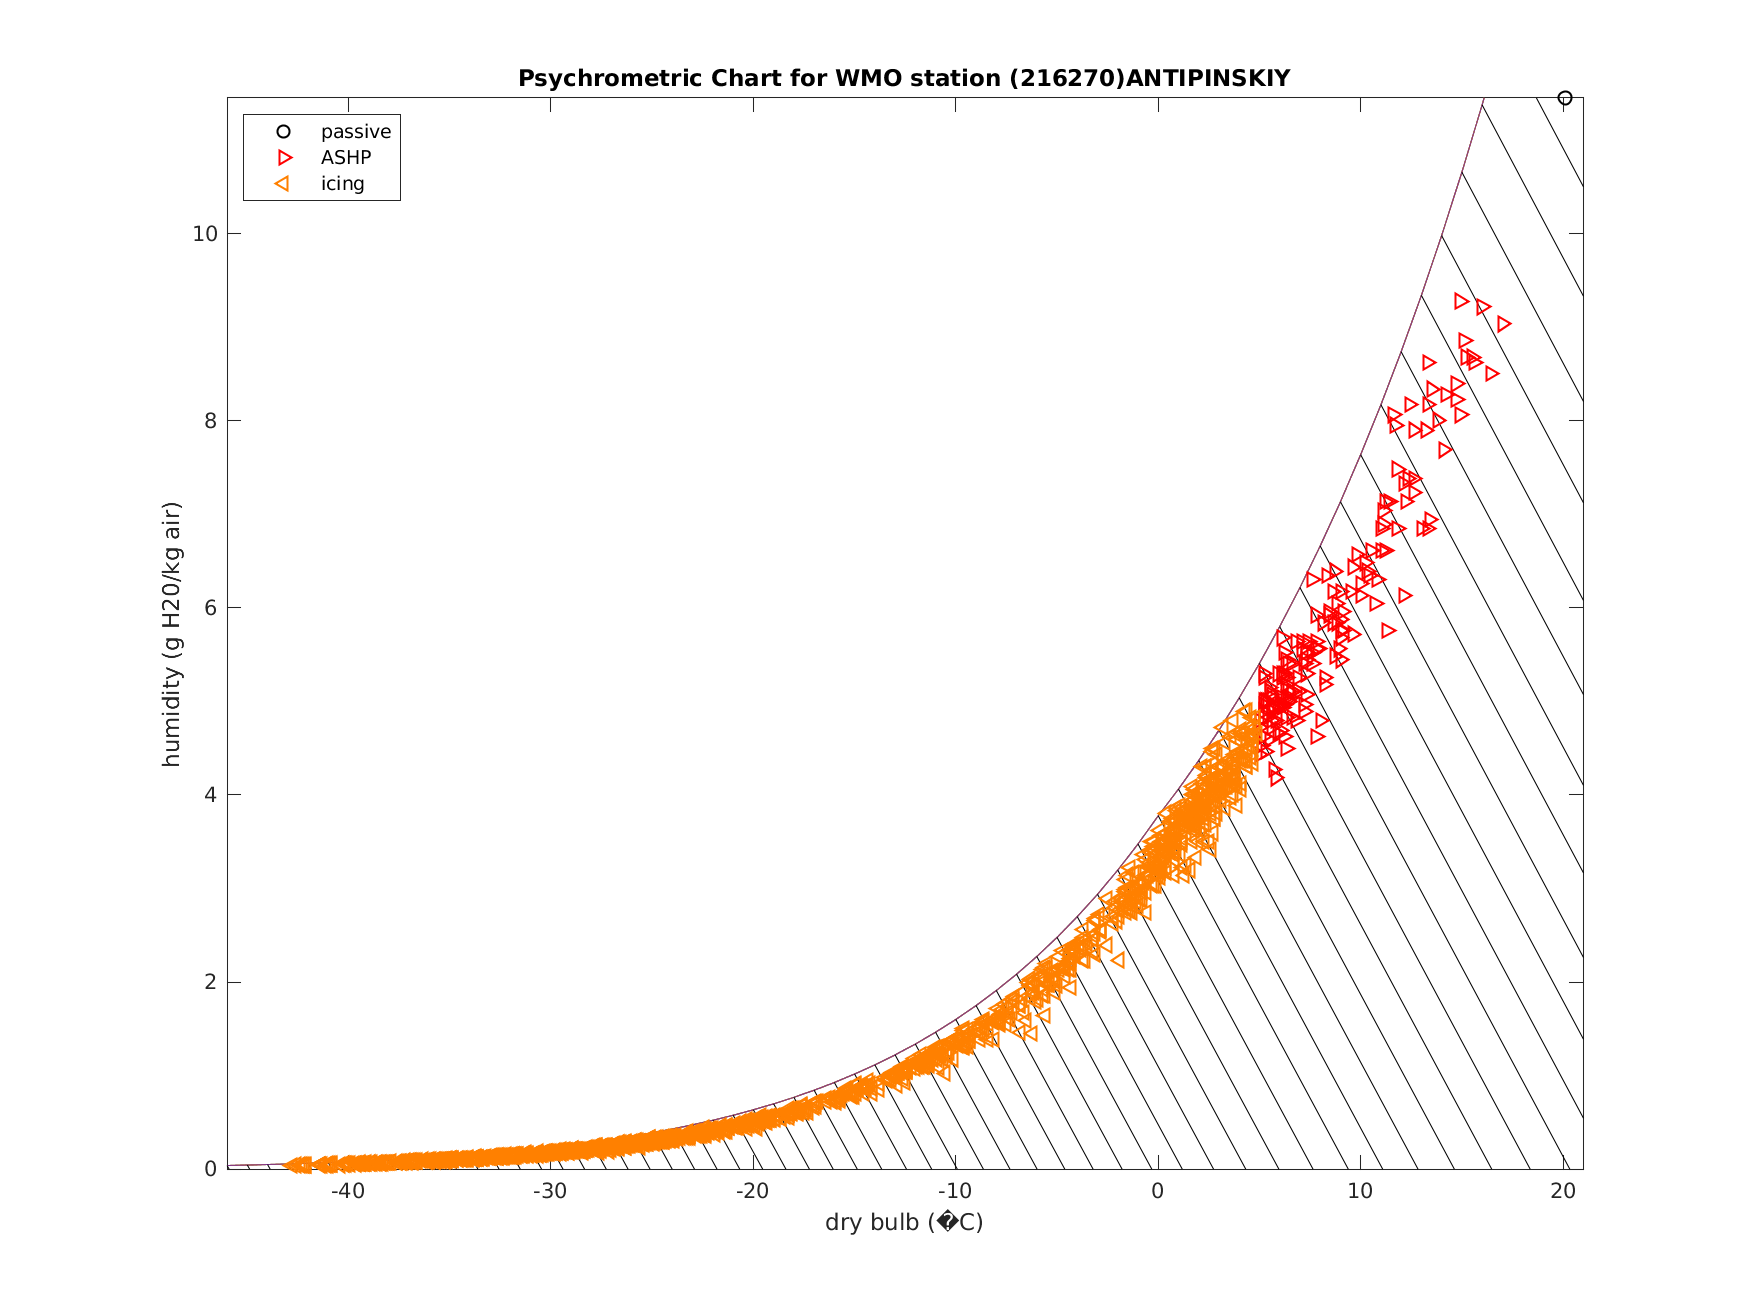 Psychrometric Chart for WMO station (216270)ANTIPINSKIY
passive
ASHP
icing
10
8
6
4
2
0
humidity (g H20/kg air)
-40 -30 -20 -10 0 10 20
dry bulb (�C)